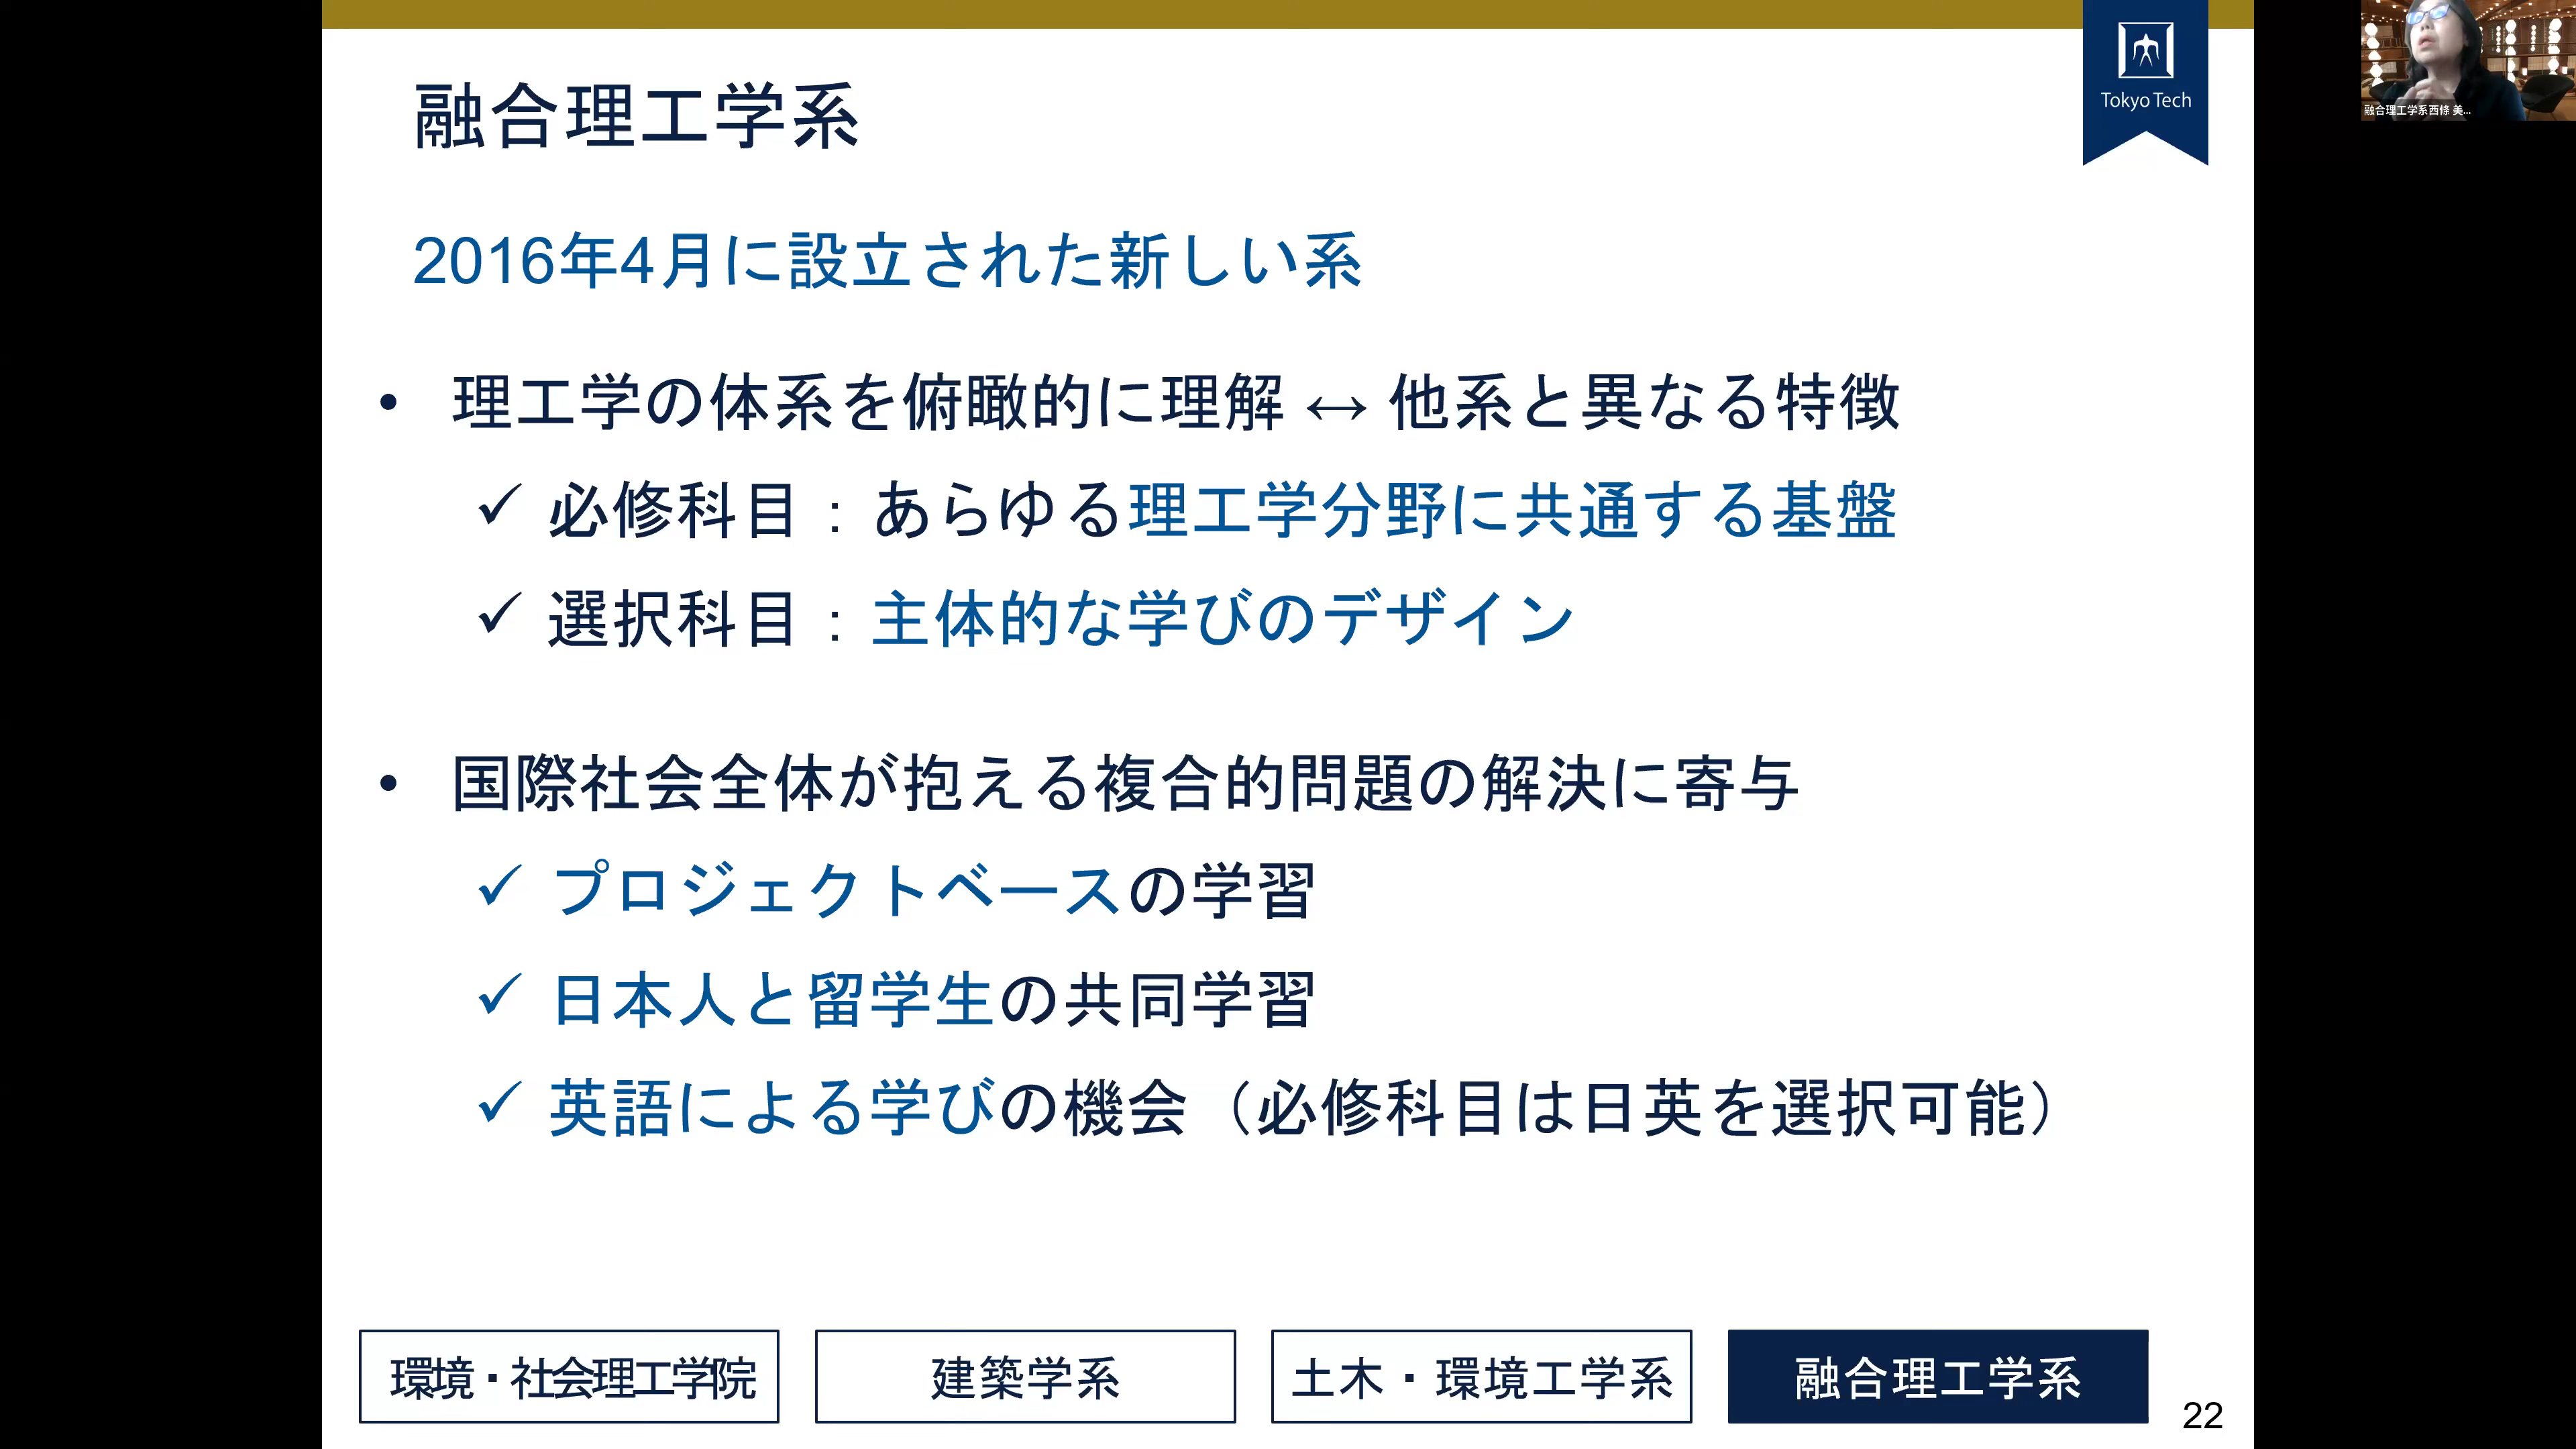 融合理工学系
Tokyo Tech
融合理工学系西條 美...
2016年4月に設立された新しい系
• 理工学の体系を俯瞰的に理解 ↔ 他系と異なる特徴
✓ 必修科目：あらゆる理工学分野に共通する基盤
✓ 選択科目：主体的な学びのデザイン
• 国際社会全体が抱える複合的問題の解決に寄与
✓ プロジェクトベースの学習
✓ 日本人と留学生の共同学習
✓ 英語による学びの機会（必修科目は日英を選択可能）
環境・社会理工学院
建築学系
土木・環境工学系
融合理工学系
22